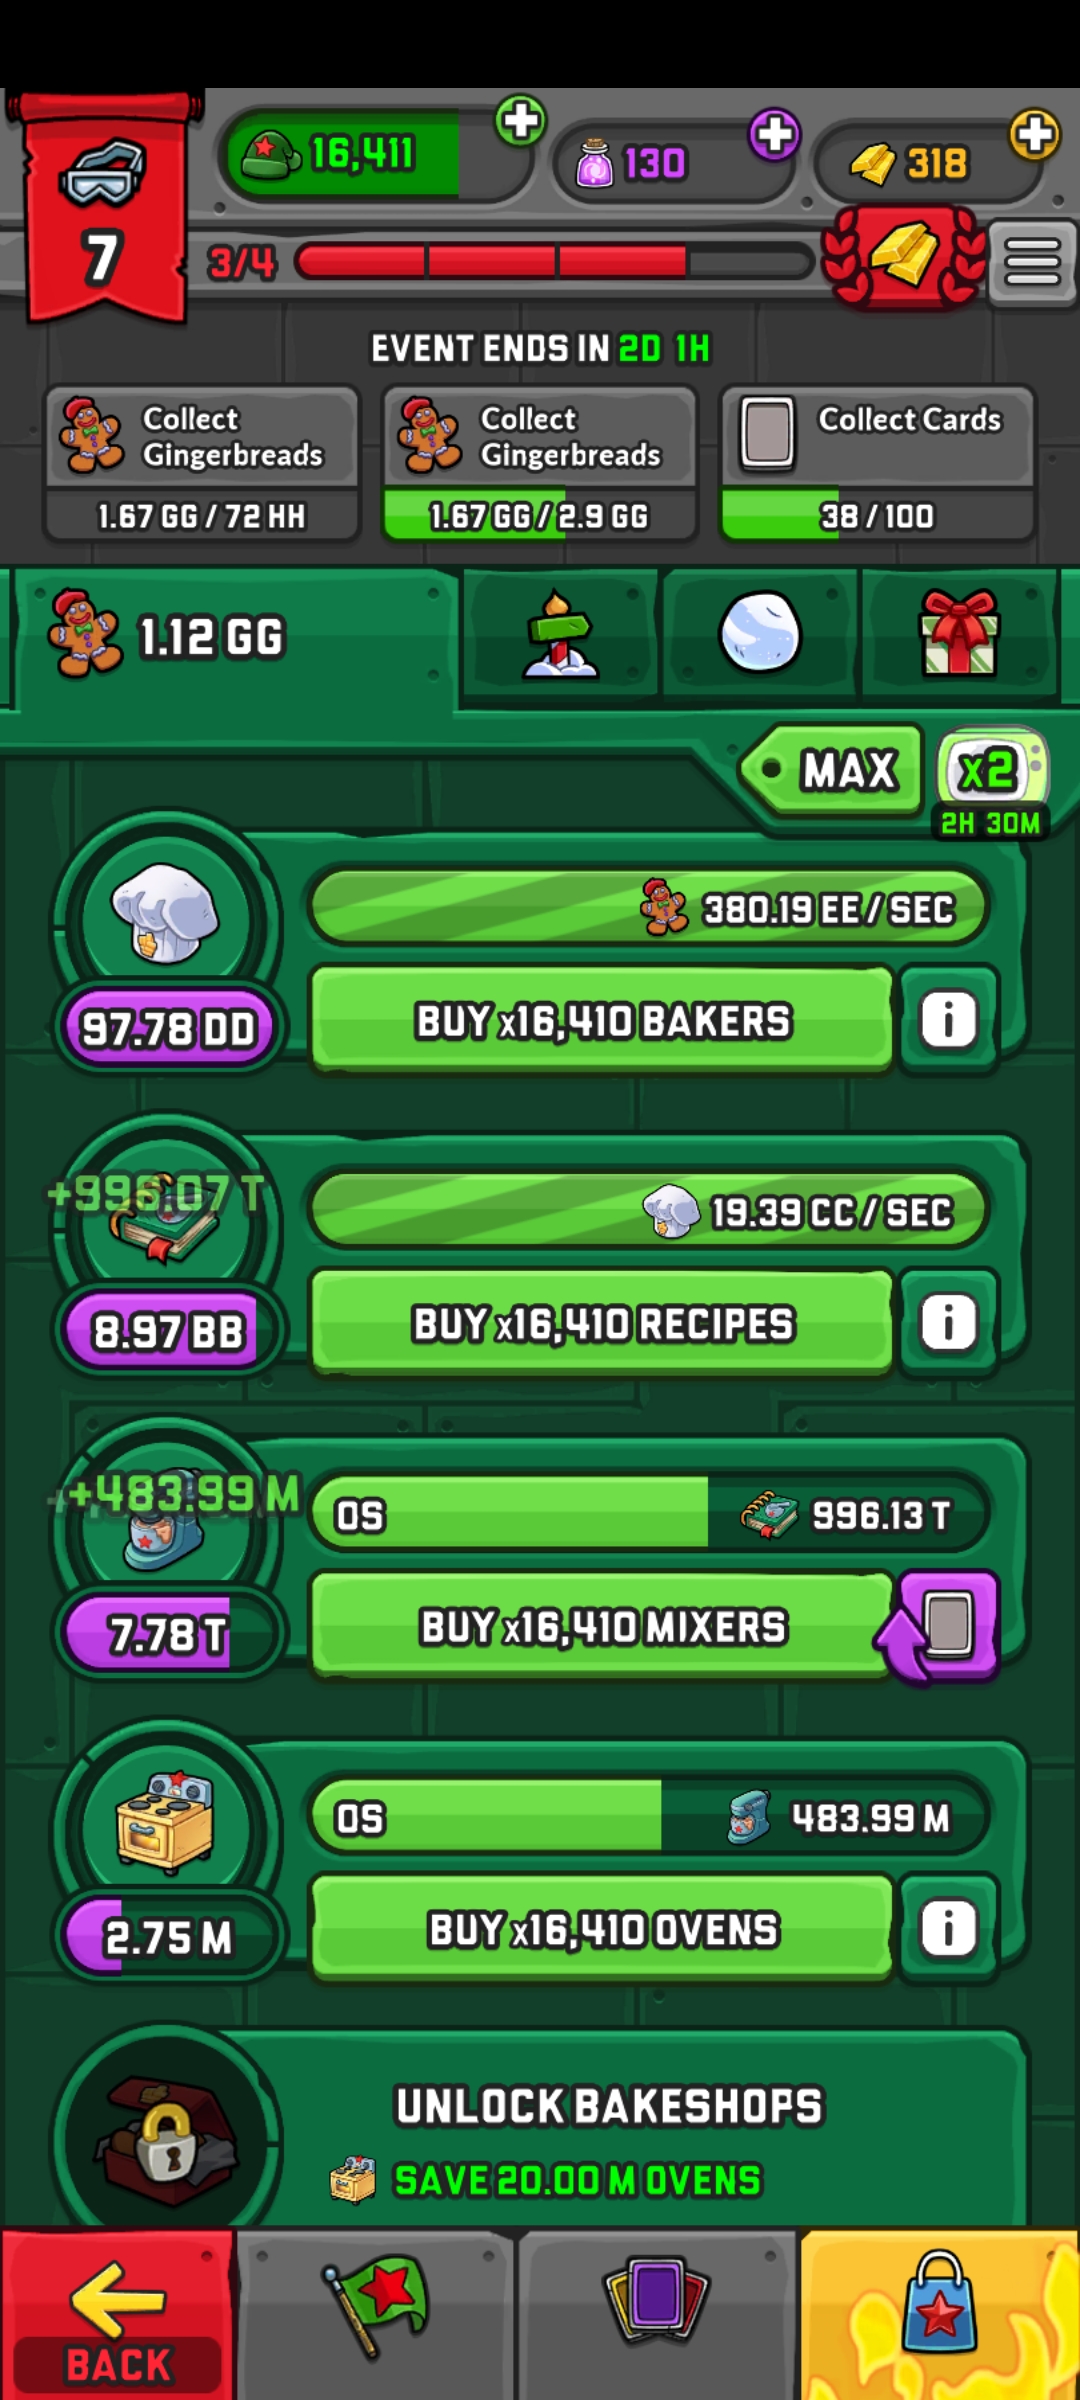 16,411
130
318
7
3/4
EVENT ENDS IN 2D 1H
Collect
Gingerbreads
1.67 GG / 72 HH
Collect
Gingerbreads
1.67 GG / 2.9 GG
Collect Cards
38 / 100
1.12 GG
MAX
x2
2H 30M
380.19 EE / SEC
97.78 DD
BUY x16,410 BAKERS
i
+996.07 T
19.39 CC / SEC
8.97 BB
BUY x16,410 RECIPES
i
+483.99 M
0S
996.13 T
7.78 T
BUY x16,410 MIXERS
0S
483.99 M
2.75 M
BUY x16,410 OVENS
i
UNLOCK BAKESHOPS
SAVE 20.00 M OVENS
BACK